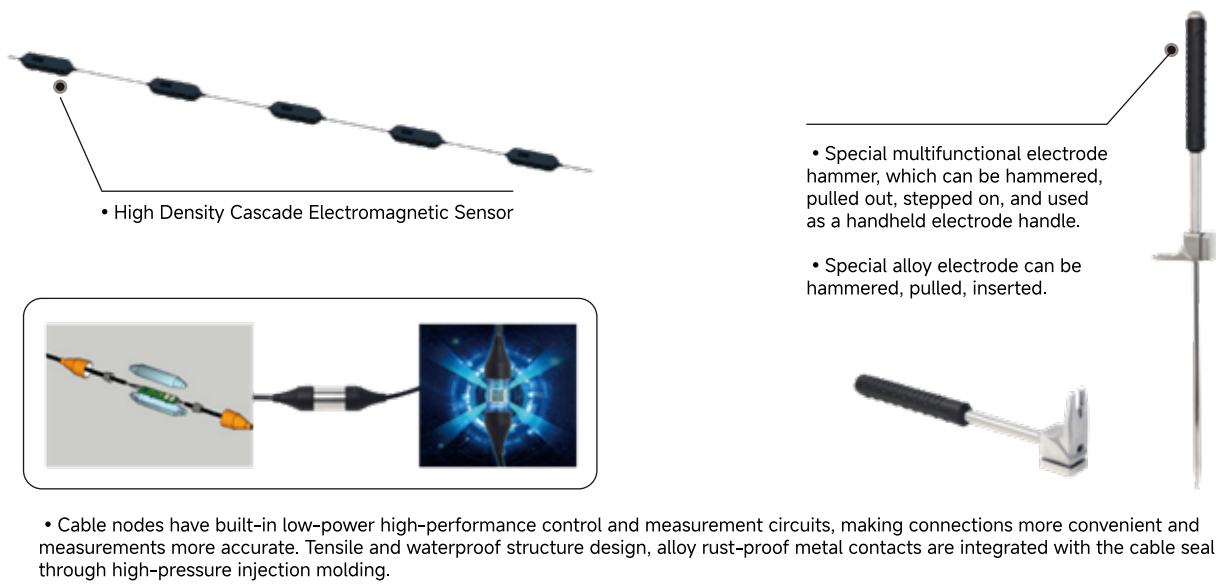 • High Density Cascade Electromagnetic Sensor
• Special multifunctional electrode
hammer, which can be hammered,
pulled out, stepped on, and used
as a handheld electrode handle.
• Special alloy electrode can be
hammered, pulled, inserted.
• Cable nodes have built-in low-power high-performance control and measurement circuits, making connections more convenient and
measurements more accurate. Tensile and waterproof structure design, alloy rust-proof metal contacts are integrated with the cable seal
through high-pressure injection molding.